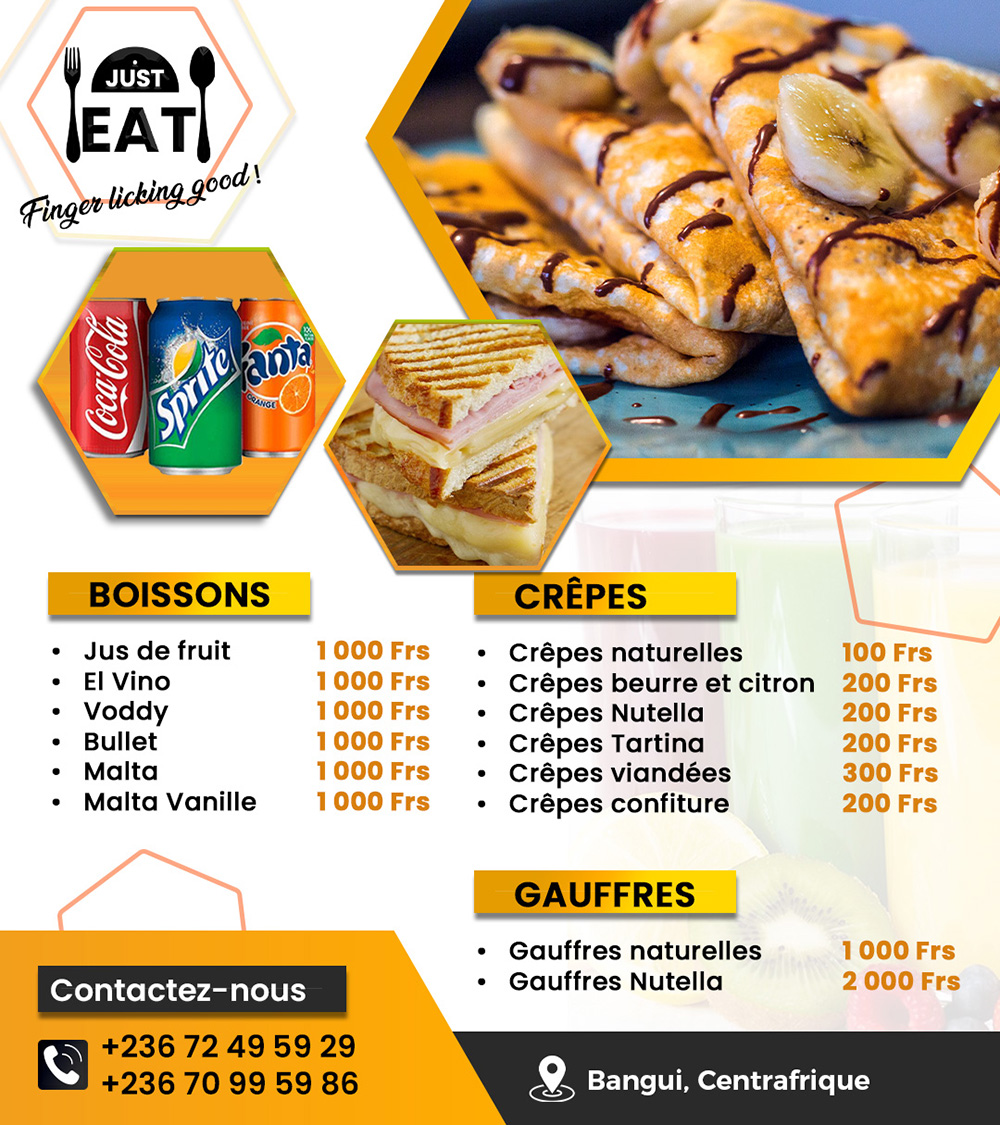 JUST
EAT
Finger licking good !
Coca-Cola
Sprite
Fanta
ORANGE
BOISSONS
• Jus de fruit 1 000 Frs
• El Vino 1 000 Frs
• Voddy 1 000 Frs
• Bullet 1 000 Frs
• Malta 1 000 Frs
• Malta Vanille 1 000 Frs
CRÊPES
• Crêpes naturelles 100 Frs
• Crêpes beurre et citron 200 Frs
• Crêpes Nutella 200 Frs
• Crêpes Tartina 200 Frs
• Crêpes viandées 300 Frs
• Crêpes confiture 200 Frs
GAUFFRES
• Gauffres naturelles 1 000 Frs
• Gauffres Nutella 2 000 Frs
Contactez-nous
+236 72 49 59 29
+236 70 99 59 86
Bangui, Centrafrique